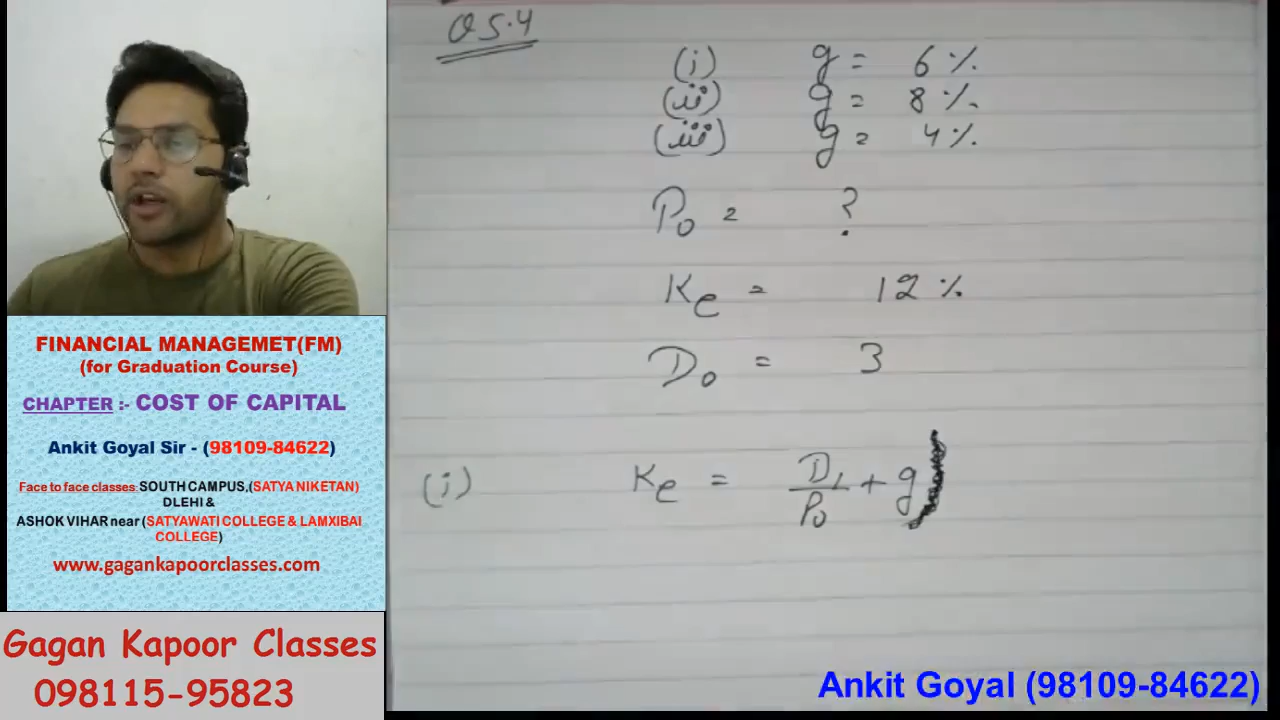 Q 5.4
(i) g = 6 %
(ii) g = 8 %
(iii) g = 4 %
P0 = ?
Ke = 12 %
D0 = 3
(i) Ke = D1/P0 + g
FINANCIAL MANAGEMET(FM)
(for Graduation Course)
CHAPTER :- COST OF CAPITAL
Ankit Goyal Sir - (98109-84622)
Face to face classes: SOUTH CAMPUS,(SATYA NIKETAN)
DLEHI &
ASHOK VIHAR near (SATYAWATI COLLEGE & LAMXIBAI
COLLEGE)
www.gagankapoorclasses.com
Gagan Kapoor Classes
098115-95823
Ankit Goyal (98109-84622)